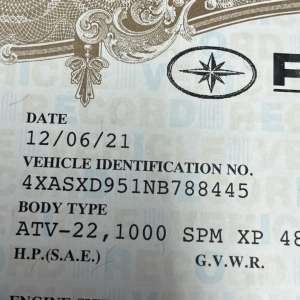 DATE
12/06/21
VEHICLE IDENTIFICATION NO.
4XASXD951NB788445
BODY TYPE
ATV-22,1000 SPM XP 48
H.P.(S.A.E.) G.V.W.R.